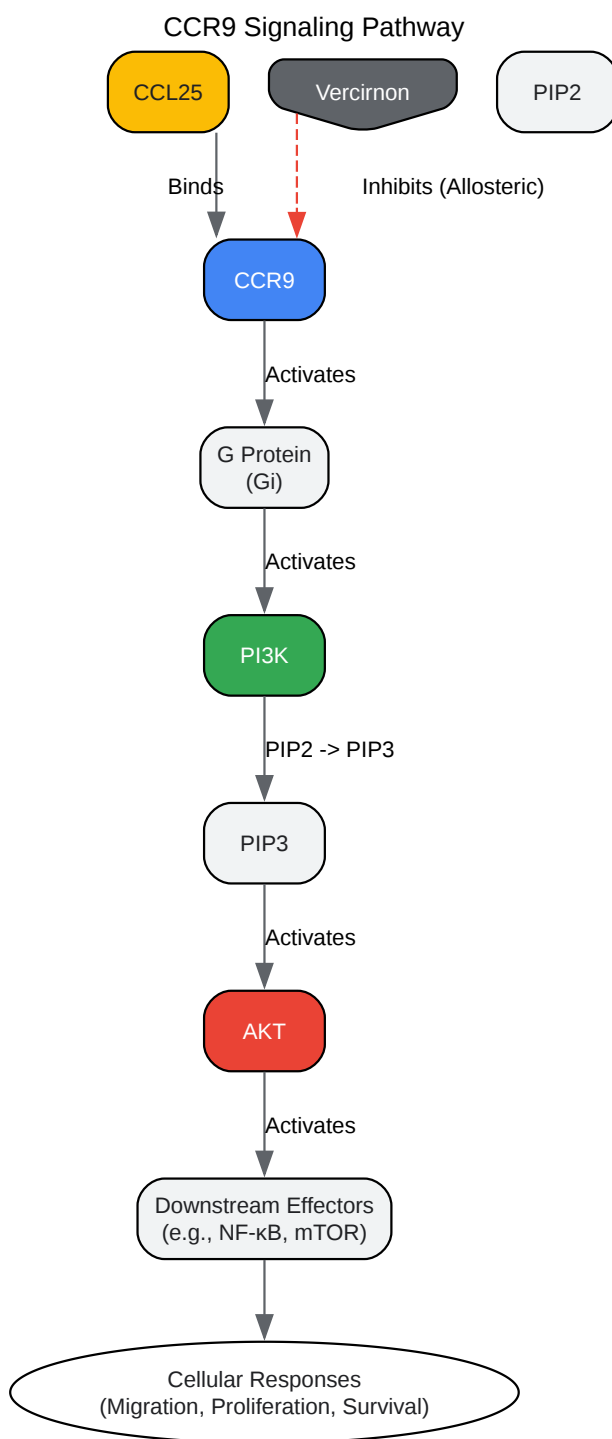 CCR9 Signaling Pathway
CCL25
Vercirnon
PIP2
Binds
Inhibits (Allosteric)
CCR9
Activates
G Protein
(Gi)
Activates
PI3K
PIP2 -> PIP3
PIP3
Activates
AKT
Activates
Downstream Effectors
(e.g., NF-κB, mTOR)
Cellular Responses
(Migration, Proliferation, Survival)